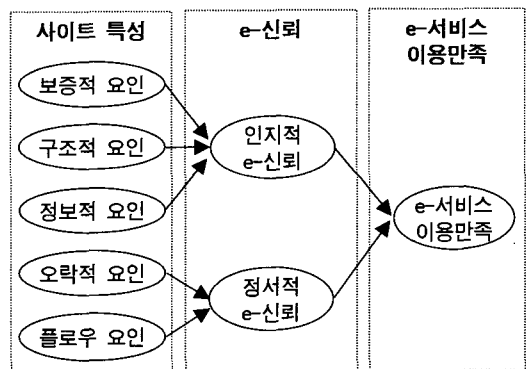 사이트 특성
e-신뢰
e-서비스
이용만족
보증적 요인
구조적 요인
정보적 요인
오락적 요인
플로우 요인
인지적
e-신뢰
정서적
e-신뢰
e-서비스
이용만족